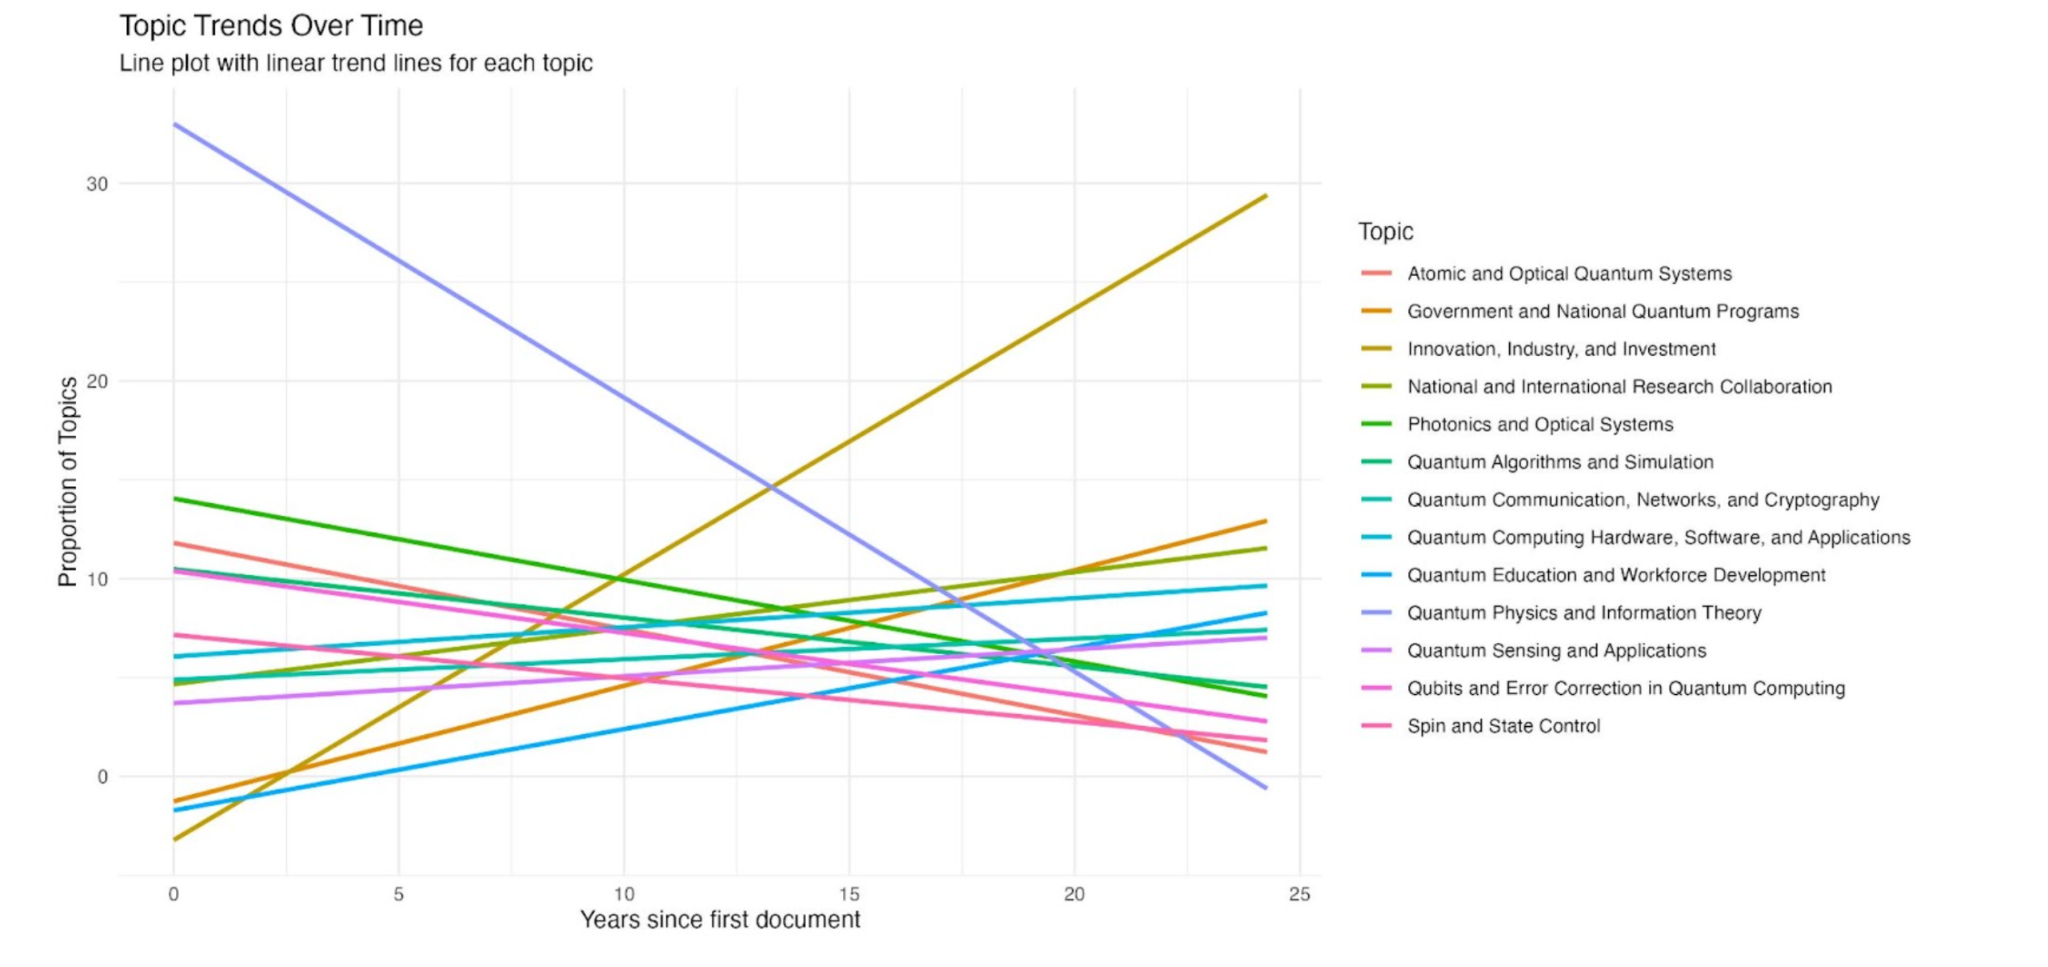 Topic Trends Over Time
Line plot with linear trend lines for each topic
Proportion of Topics
30
20
10
0
0 5 10 15 20 25
Years since first document
Topic
Atomic and Optical Quantum Systems
Government and National Quantum Programs
Innovation, Industry, and Investment
National and International Research Collaboration
Photonics and Optical Systems
Quantum Algorithms and Simulation
Quantum Communication, Networks, and Cryptography
Quantum Computing Hardware, Software, and Applications
Quantum Education and Workforce Development
Quantum Physics and Information Theory
Quantum Sensing and Applications
Qubits and Error Correction in Quantum Computing
Spin and State Control